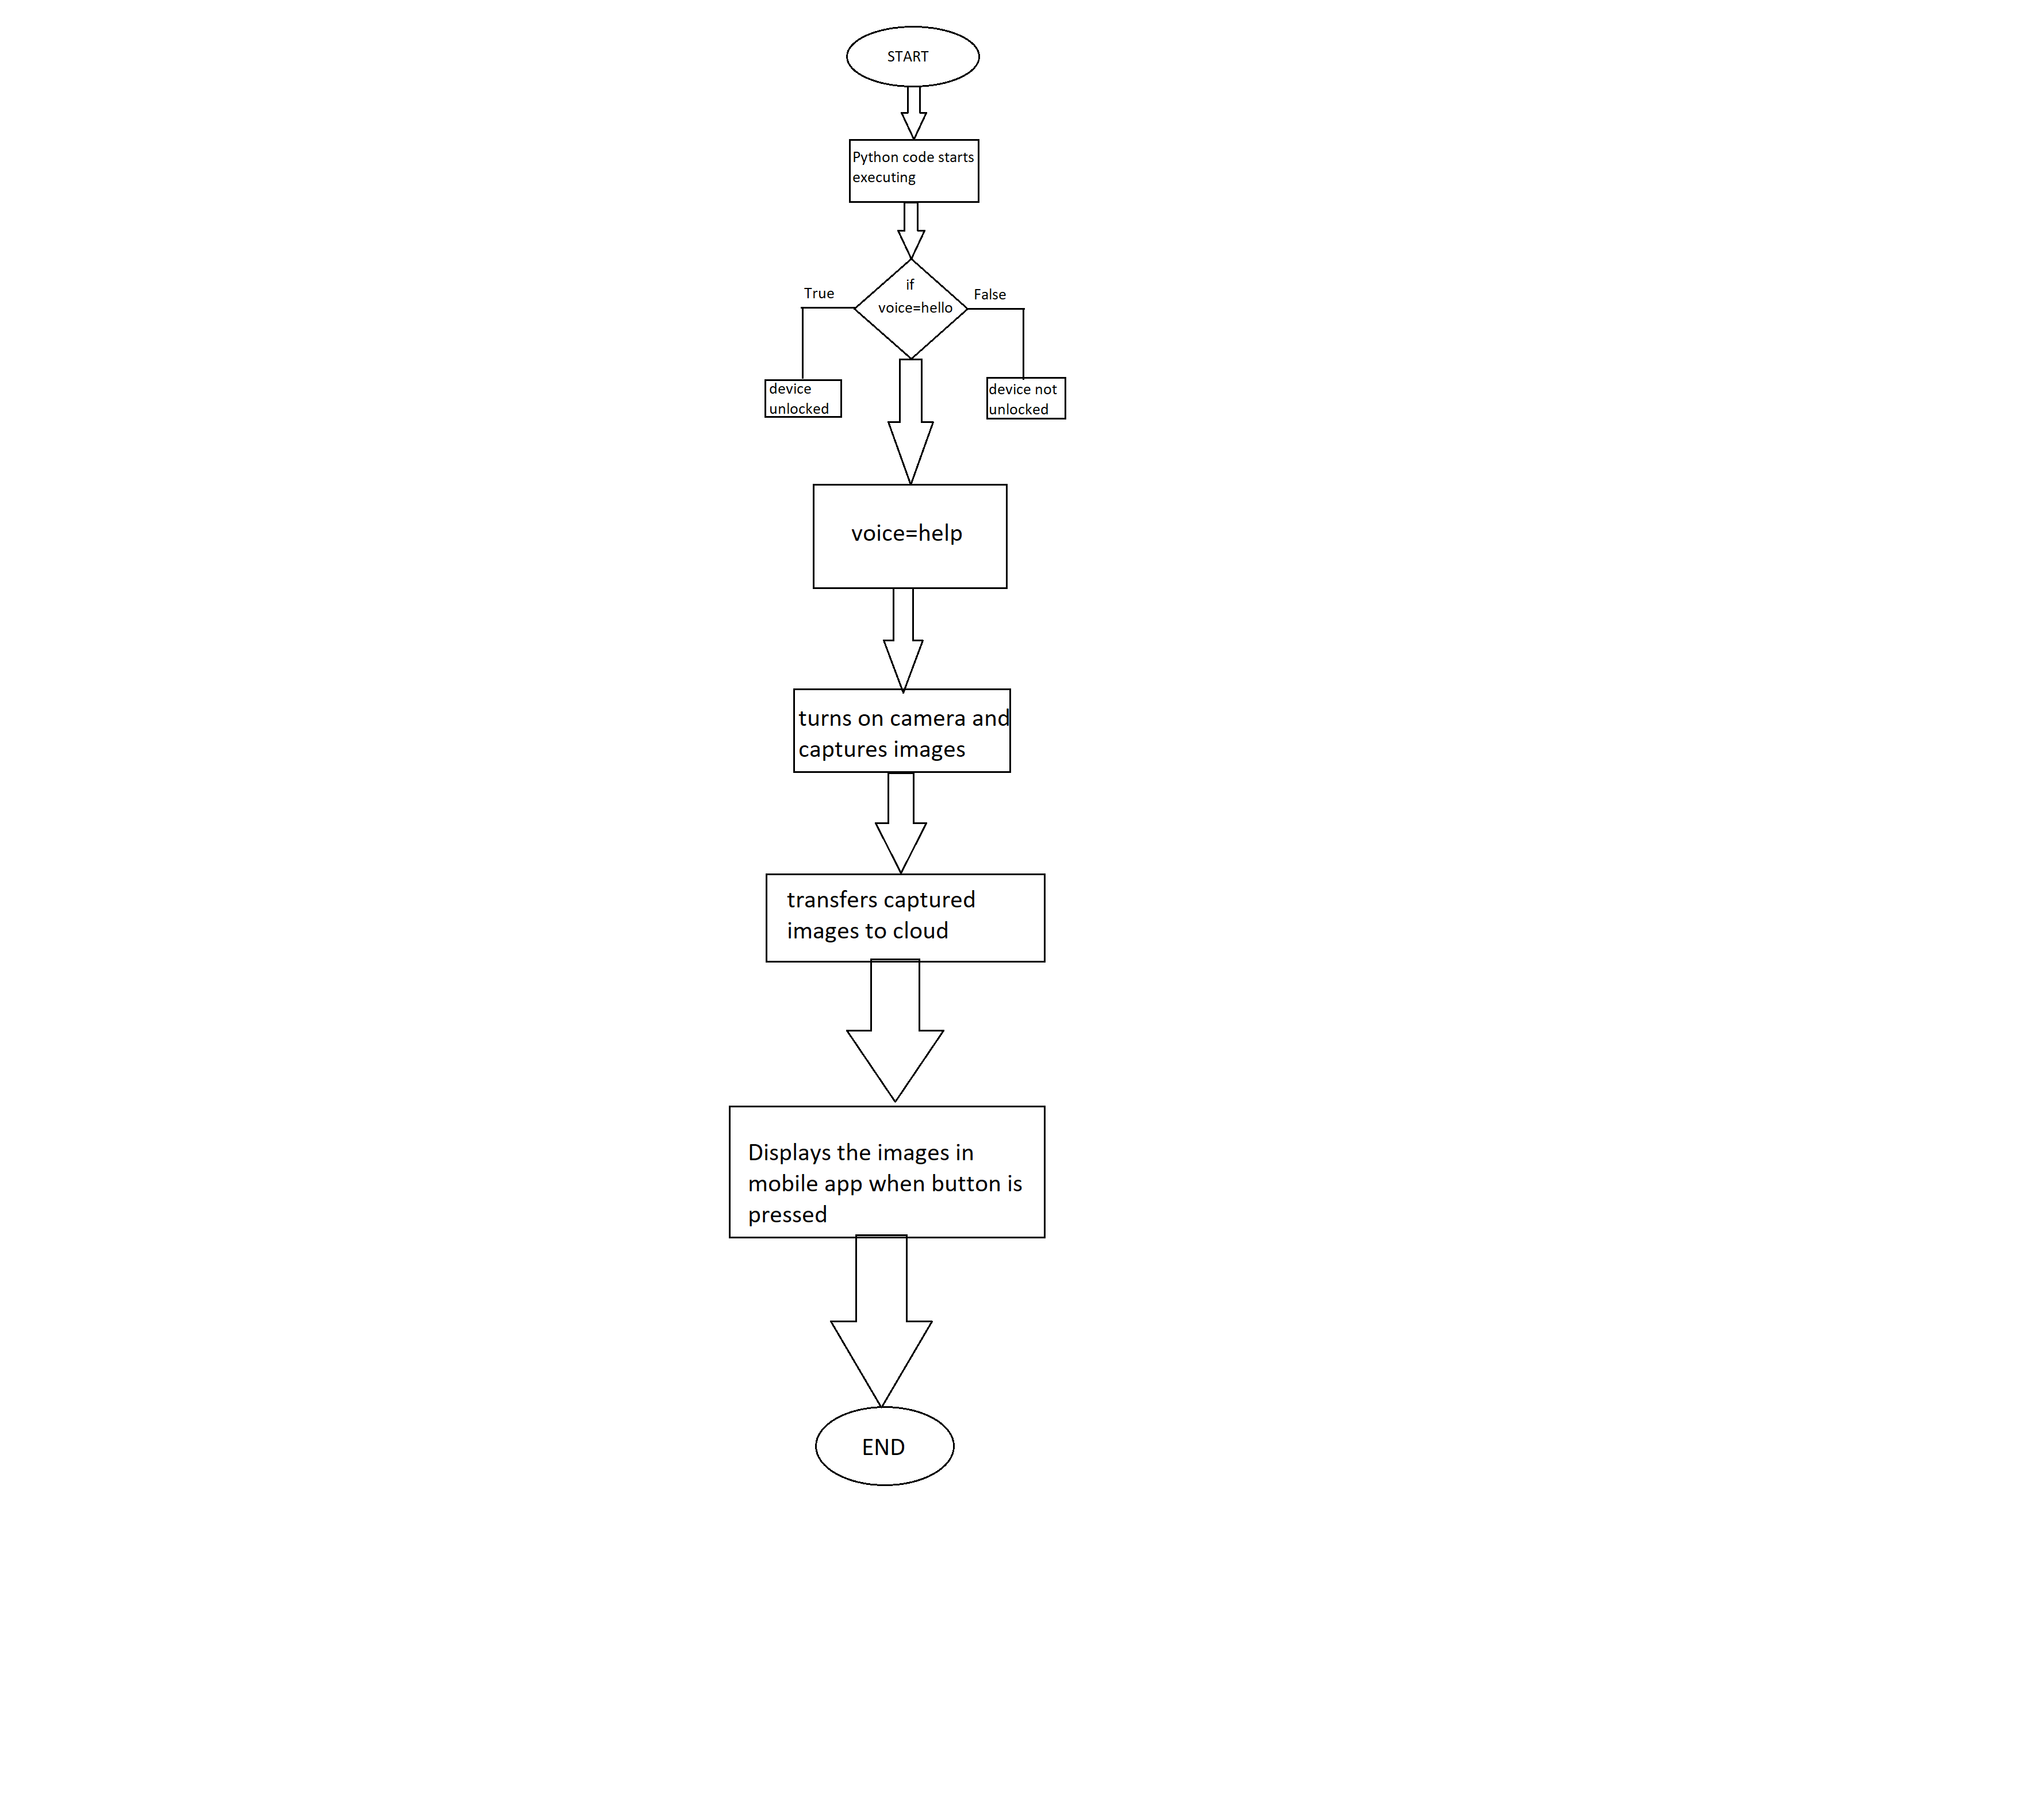 START
Python code starts
executing
if
voice=hello
True
False
device
unlocked
device not
unlocked
voice=help
turns on camera and
captures images
transfers captured
images to cloud
Displays the images in
mobile app when button is
pressed
END